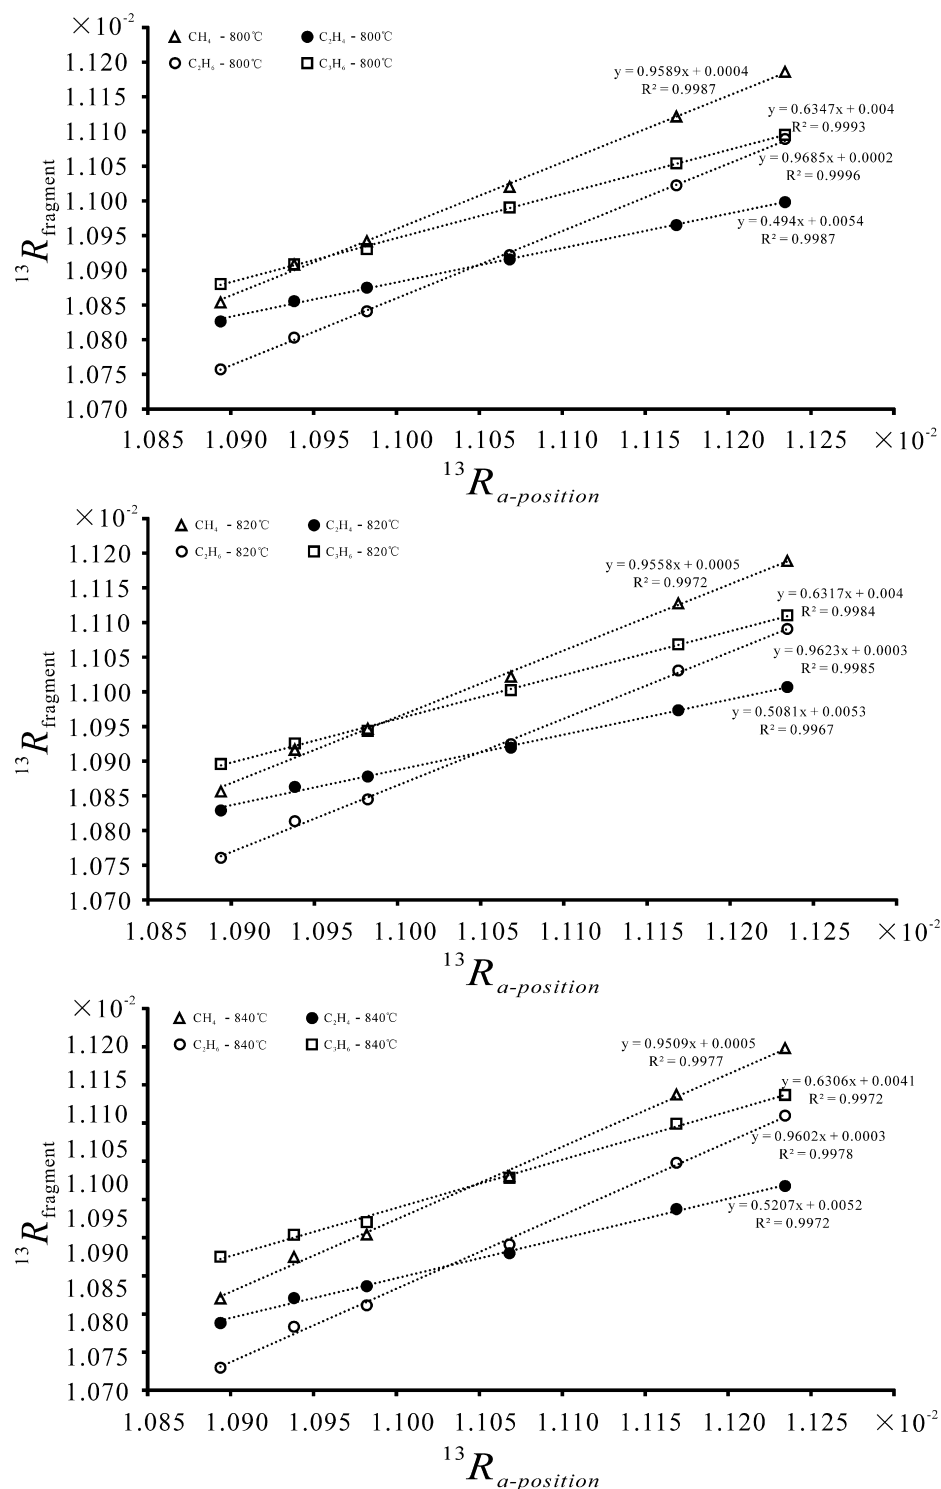 ×10-2
CH4 - 800℃
C2H4 - 800℃
C2H6 - 800℃
C3H6 - 800℃
1.120
1.115
1.110
1.105
1.100
1.095
1.090
1.085
1.080
1.075
1.070
13Rfragment
y = 0.9589x + 0.0004
R² = 0.9987
y = 0.6347x + 0.004
R² = 0.9993
y = 0.9685x + 0.0002
R² = 0.9996
y = 0.494x + 0.0054
R² = 0.9987
1.085 1.090 1.095 1.100 1.105 1.110 1.115 1.120 1.125 ×10-2
13Ra-position
×10-2
CH4 - 820℃
C2H4 - 820℃
C2H6 - 820℃
C3H6 - 820℃
1.120
1.115
1.110
1.105
1.100
1.095
1.090
1.085
1.080
1.075
1.070
13Rfragment
y = 0.9558x + 0.0005
R² = 0.9972
y = 0.6317x + 0.004
R² = 0.9984
y = 0.9623x + 0.0003
R² = 0.9985
y = 0.5081x + 0.0053
R² = 0.9967
1.085 1.090 1.095 1.100 1.105 1.110 1.115 1.120 1.125 ×10-2
13Ra-position
×10-2
CH4 - 840℃
C2H4 - 840℃
C2H6 - 840℃
C3H6 - 840℃
1.120
1.115
1.110
1.105
1.100
1.095
1.090
1.085
1.080
1.075
1.070
13Rfragment
y = 0.9509x + 0.0005
R² = 0.9977
y = 0.6306x + 0.0041
R² = 0.9972
y = 0.9602x + 0.0003
R² = 0.9978
y = 0.5207x + 0.0052
R² = 0.9972
1.085 1.090 1.095 1.100 1.105 1.110 1.115 1.120 1.125 ×10-2
13Ra-position